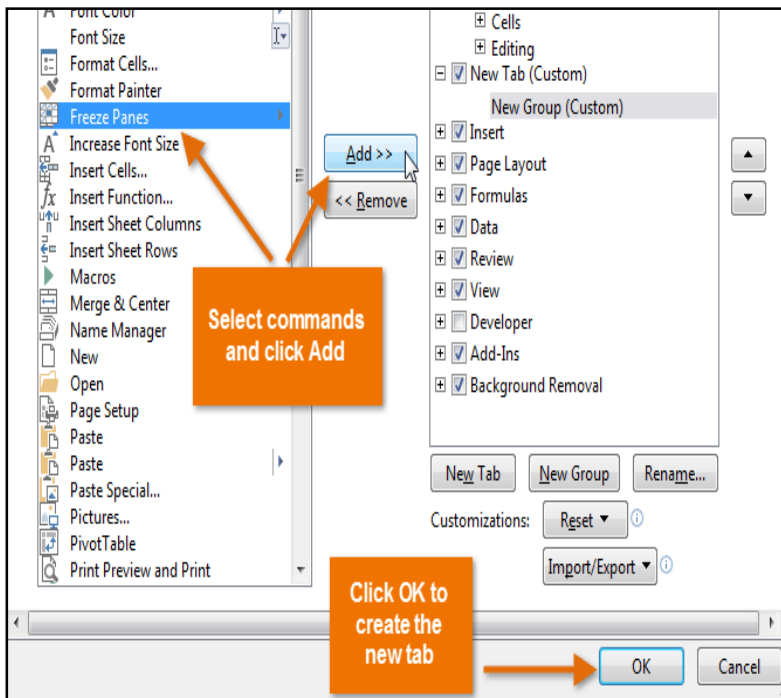 Font Color
Font Size
Format Cells...
Format Painter
Freeze Panes
Increase Font Size
Insert Cells...
Insert Function...
Insert Sheet Columns
Insert Sheet Rows
Macros
Merge & Center
Name Manager
New
Open
Page Setup
Paste
Paste
Paste Special...
Pictures...
PivotTable
Print Preview and Print
Add >>
<< Remove
Select commands
and click Add
Cells
Editing
New Tab (Custom)
New Group (Custom)
Insert
Page Layout
Formulas
Data
Review
View
Developer
Add-Ins
Background Removal
New Tab
New Group
Rename...
Customizations:
Reset
Import/Export
Click OK to
create the
new tab
OK
Cancel